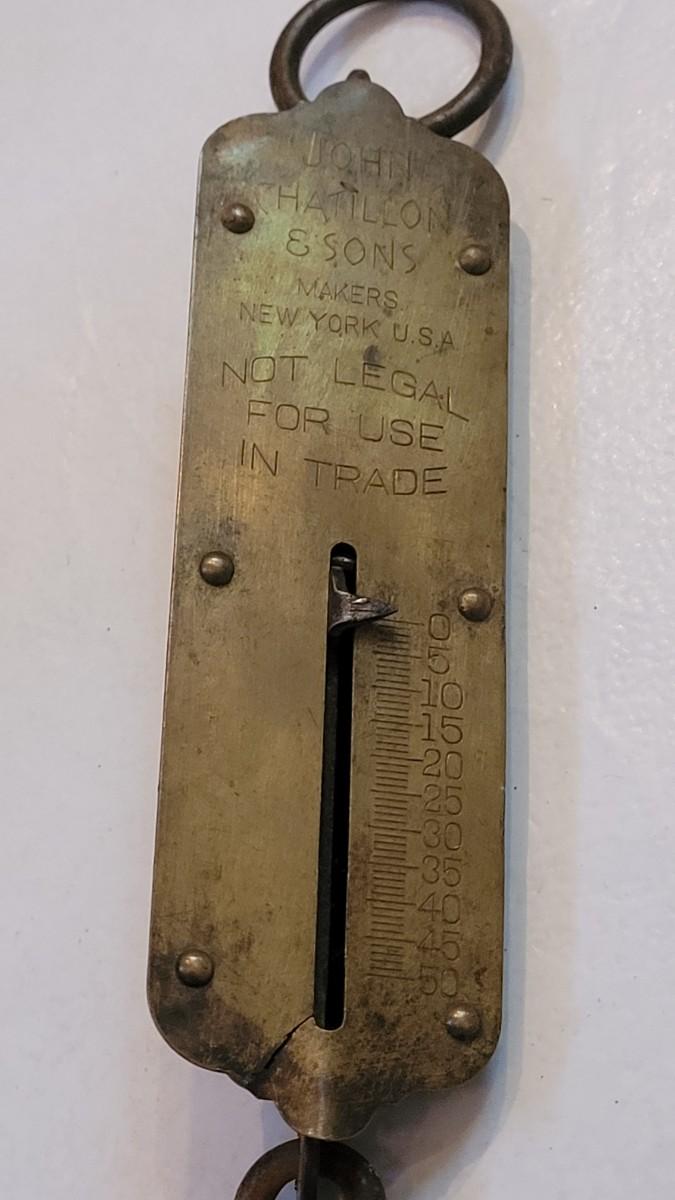 JOHN
CHATILLON
& SONS
MAKERS
NEW YORK U.S.A
NOT LEGAL
FOR USE
IN TRADE
0
5
10
15
20
25
30
35
40
45
50